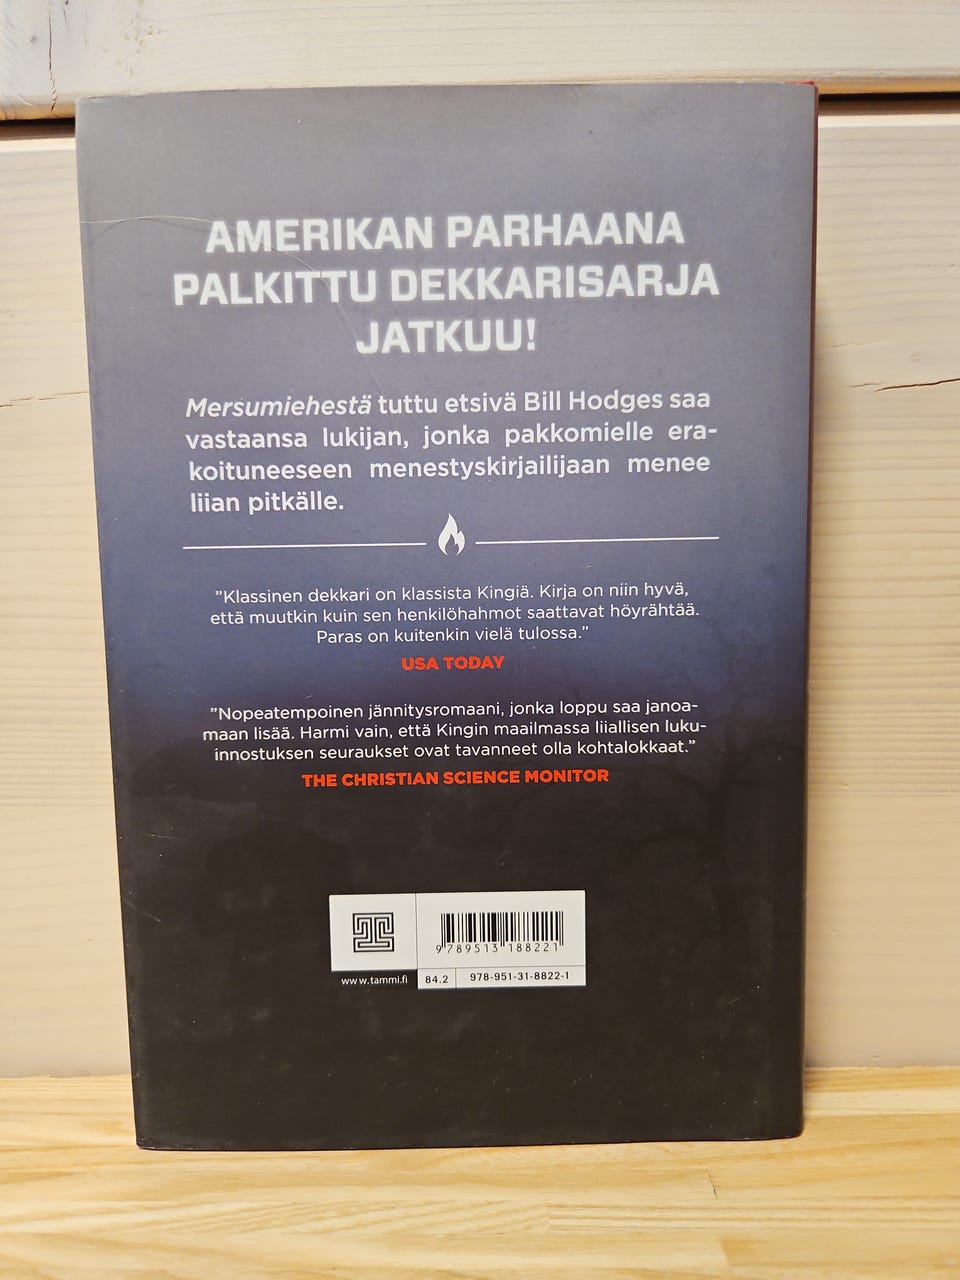 AMERIKAN PARHAANA
PALKITTU DEKKARISARJA
JATKUU!
Mersumiehestä tuttu etsivä Bill Hodges saa
vastaansa lukijan, jonka pakkomielle era-
koituneeseen menestyskirjailijaan menee
liian pitkälle.
”Klassinen dekkari on klassista Kingiä. Kirja on niin hyvä,
että muutkin kuin sen henkilöhahmot saattavat höyrähtää.
Paras on kuitenkin vielä tulossa.”
USA TODAY
”Nopeatempoinen jännitysromaani, jonka loppu saa janoa-
maan lisää. Harmi vain, että Kingin maailmassa liiallisen luku-
innostuksen seuraukset ovat tavanneet olla kohtalokkaat.”
THE CHRISTIAN SCIENCE MONITOR
9 789513 188221
www.tammi.fi 84.2 978-951-31-8822-1